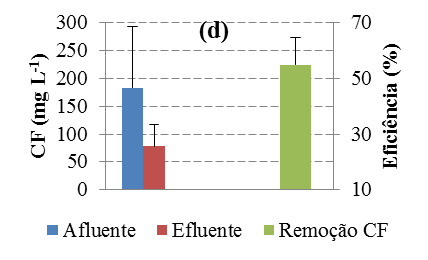 (d)
CF (mg L⁻¹)
300
250
200
150
100
50
0
70
50
30
10
Eficiência (%)
Afluente
Efluente
Remoção CF